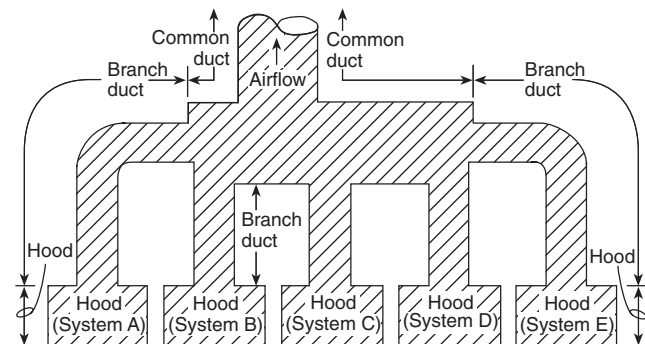 Common
duct
Common
duct
Branch
duct
Airflow
Branch
duct
Branch
duct
Hood
Hood
Hood
(System A)
Hood
(System B)
Hood
(System C)
Hood
(System D)
Hood
(System E)